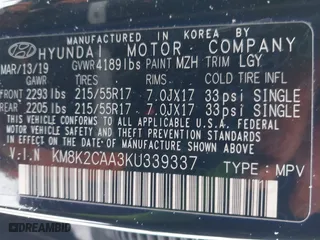 MANUFACTURED IN KOREA BY
HYUNDAI MOTOR COMPANY
MAR/13/19 GVWR 4189lbs PAINT MZH TRIM LGY
GAWR TIRES RIMS COLD TIRE PRESSURE
FRONT 2293 lbs 215/55R17 7.0JX17 33psi SINGLE
REAR 2205 lbs 215/55R17 7.0JX17 33psi SINGLE
THIS VEHICLE CONFORMS TO ALL APPLICABLE
FEDERAL MOTOR VEHICLE SAFETY, BUMPER, AND
THEFT PREVENTION STANDARDS IN EFFECT ON THE
DATE OF MANUFACTURE SHOWN ABOVE.
V.I.N KM8K2CAA3KU339337 TYPE : MPV